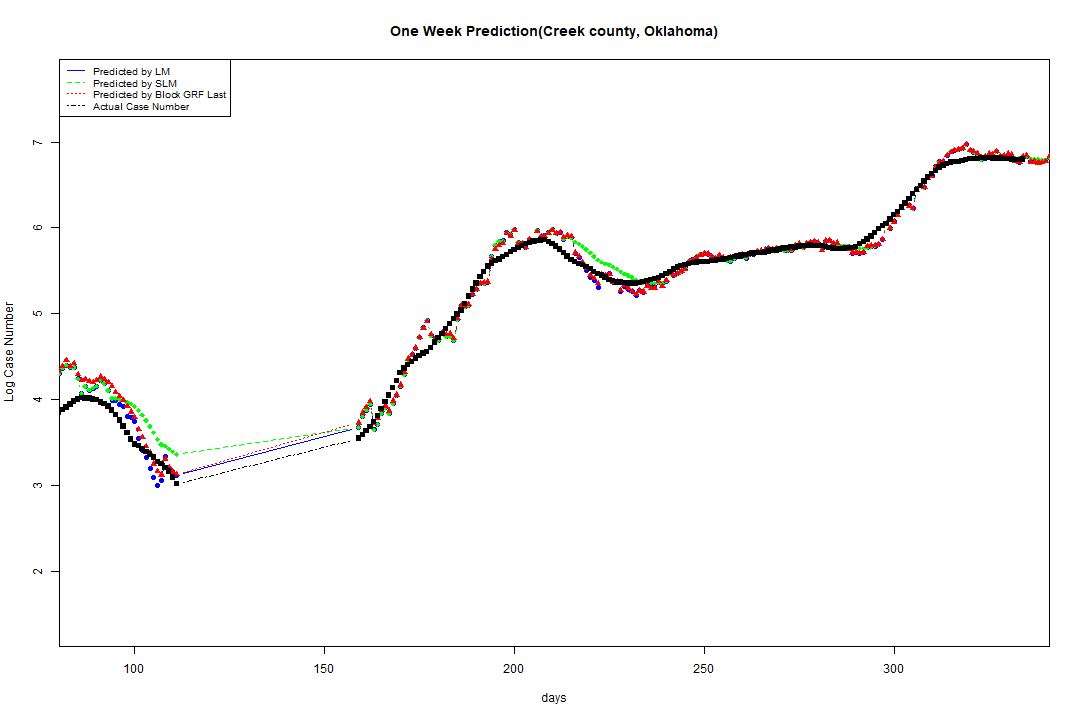 One Week Prediction(Creek county, Oklahoma)
Predicted by LM
Predicted by SLM
Predicted by Block GRF Last
Actual Case Number
7
6
5
4
3
2
Log Case Number
100 150 200 250 300
days